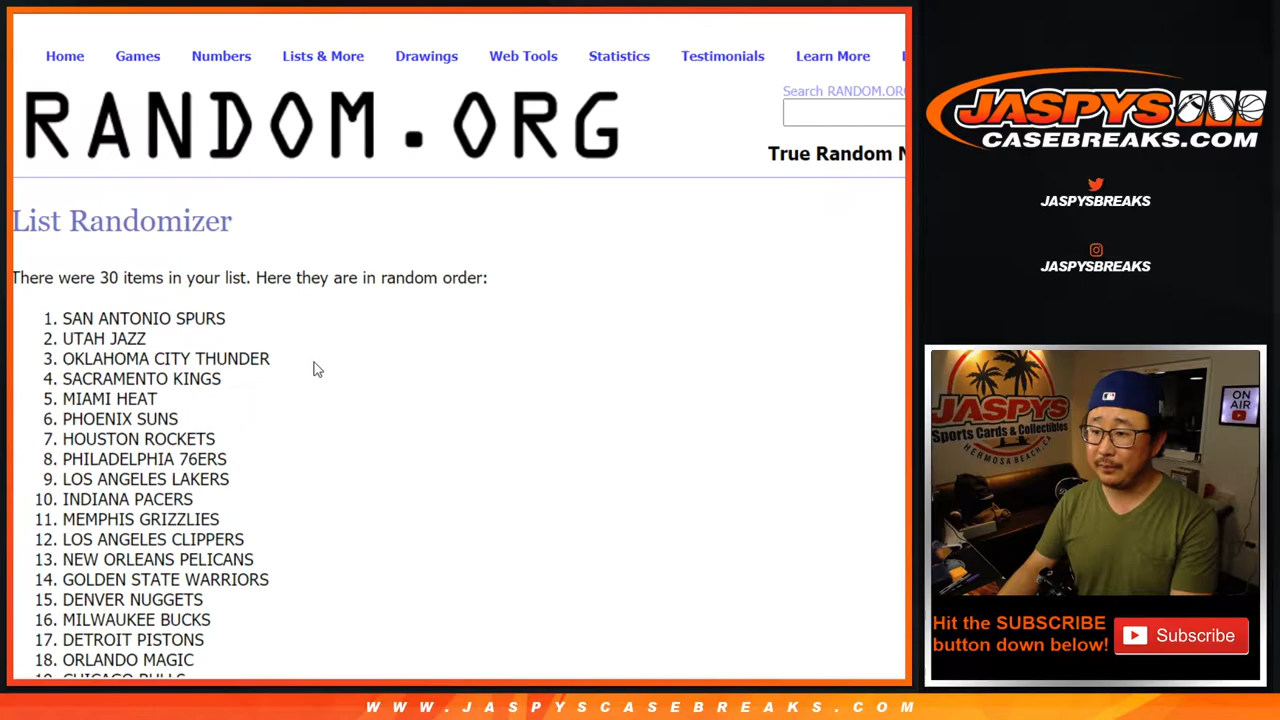 Home Games Numbers Lists & More Drawings Web Tools Statistics Testimonials Learn More
RANDOM.ORG
Search RANDOM.ORG
True Random N
List Randomizer
There were 30 items in your list. Here they are in random order:
1. SAN ANTONIO SPURS
2. UTAH JAZZ
3. OKLAHOMA CITY THUNDER
4. SACRAMENTO KINGS
5. MIAMI HEAT
6. PHOENIX SUNS
7. HOUSTON ROCKETS
8. PHILADELPHIA 76ERS
9. LOS ANGELES LAKERS
10. INDIANA PACERS
11. MEMPHIS GRIZZLIES
12. LOS ANGELES CLIPPERS
13. NEW ORLEANS PELICANS
14. GOLDEN STATE WARRIORS
15. DENVER NUGGETS
16. MILWAUKEE BUCKS
17. DETROIT PISTONS
18. ORLANDO MAGIC
19. CHICAGO BULLS
JASPYS
CASEBREAKS.COM
JASPYSBREAKS
JASPYSBREAKS
JASPYS
Sports Cards & Collectibles
HERMOSA BEACH, CA
ON AIR
Hit the SUBSCRIBE
button down below!
Subscribe
WWW.JASPYSCASEBREAKS.COM